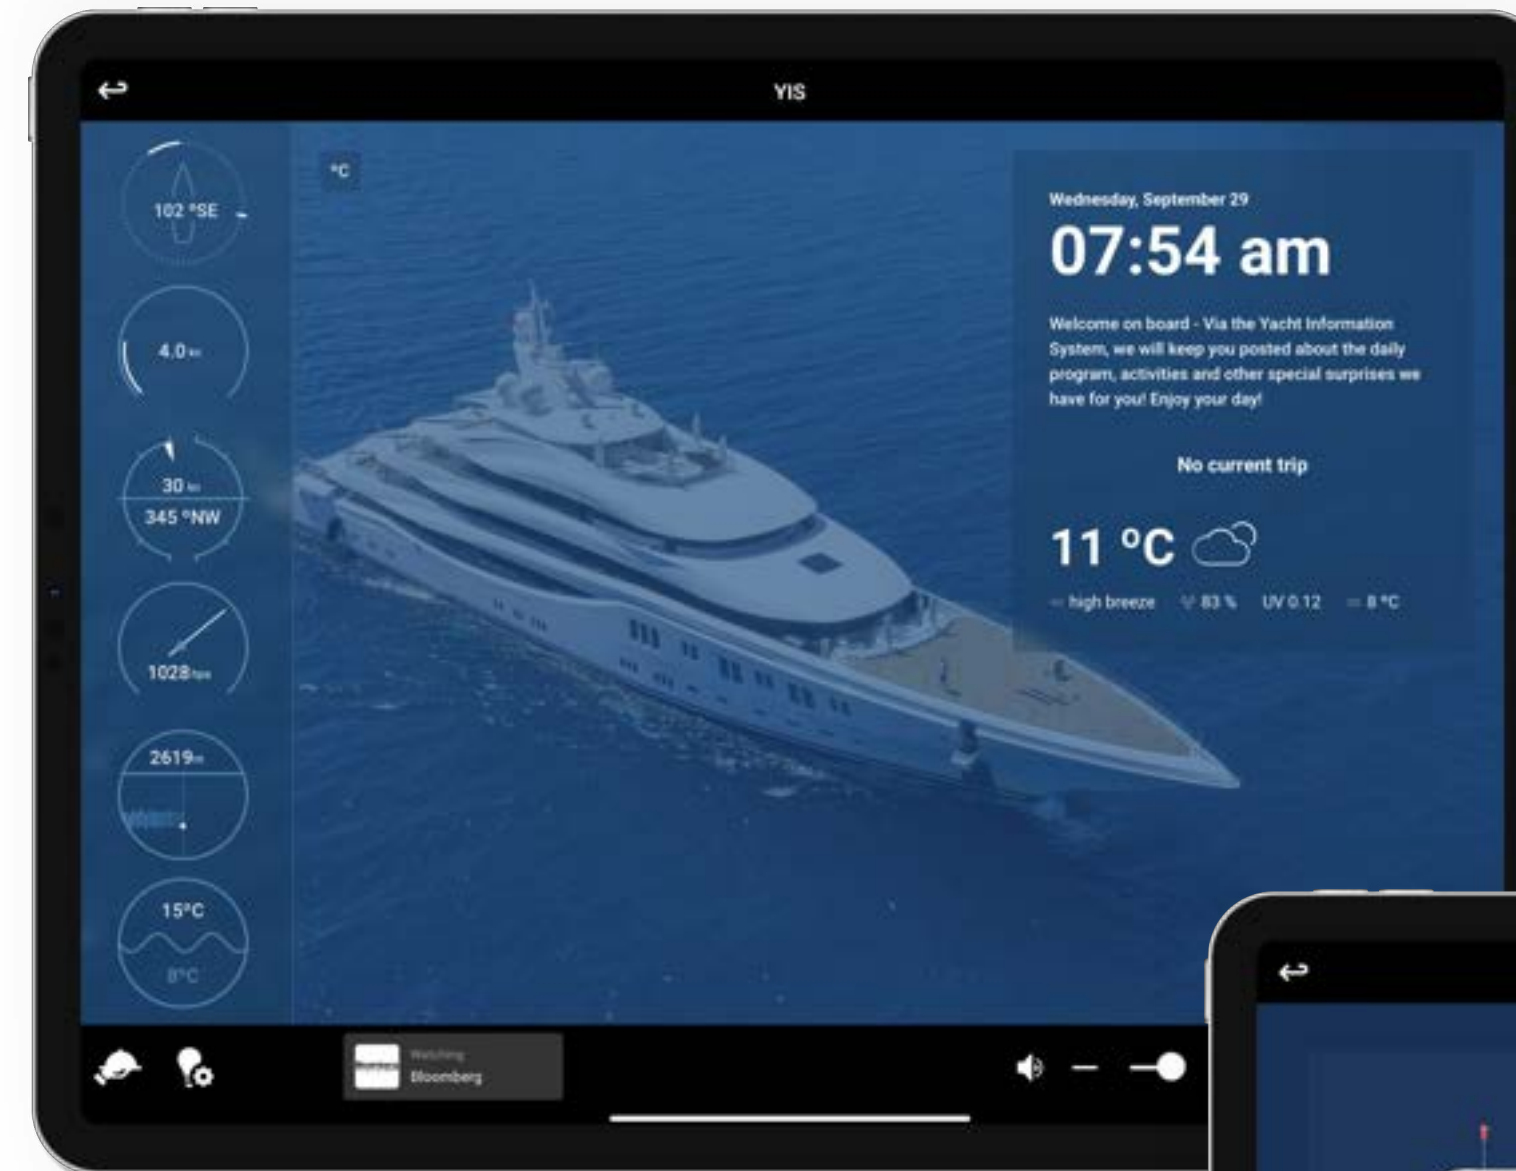 YIS
°C
102 °SE
4.0
30
345 °NW
1028
2619
15°C
8°C
Wednesday, September 29
07:54 am
Welcome on board - Via the Yacht Information
System, we will keep you posted about the daily
program, activities and other special surprises we
have for you! Enjoy your day!
No current trip
11 °C
high breeze 83 % UV 0.12 8 °C
Watching
Bloomberg